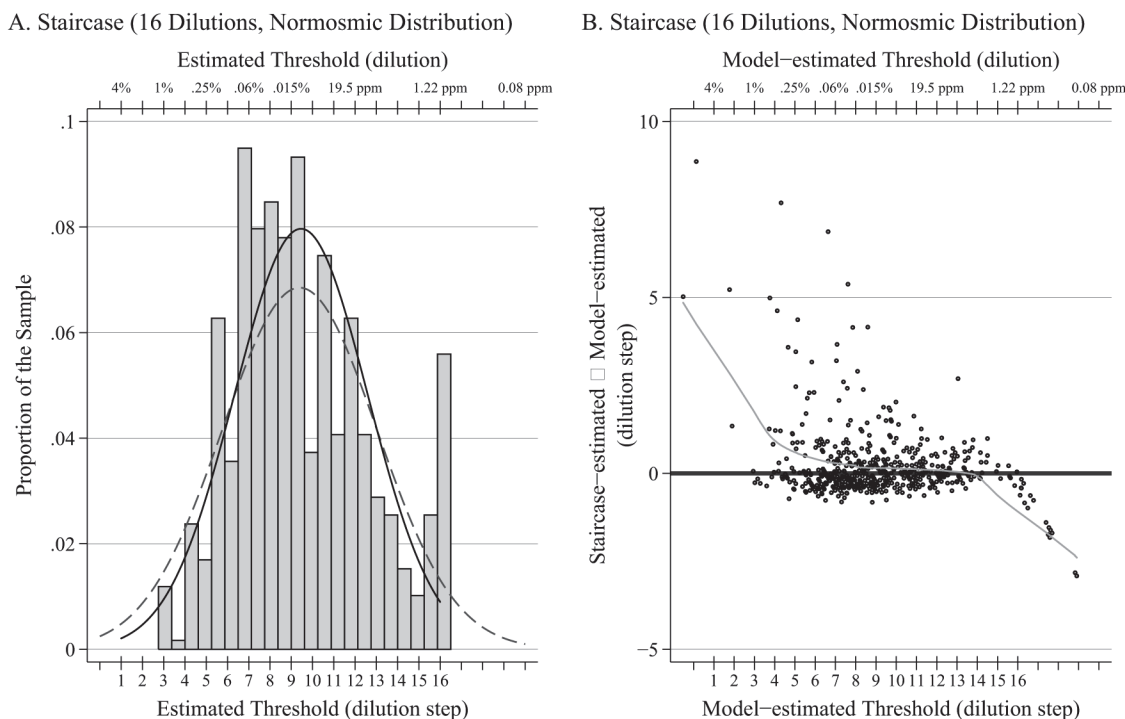 A. Staircase (16 Dilutions, Normosmic Distribution)
Estimated Threshold (dilution)
4% 1% .25% .06% .015% 19.5 ppm 1.22 ppm 0.08 ppm
.1
.08
.06
.04
.02
0
Proportion of the Sample
1 2 3 4 5 6 7 8 9 10 11 12 13 14 15 16
Estimated Threshold (dilution step)
B. Staircase (16 Dilutions, Normosmic Distribution)
Model−estimated Threshold (dilution)
4% 1% .25% .06% .015% 19.5 ppm 1.22 ppm 0.08 ppm
10
5
0
−5
Staircase−estimated □ Model−estimated
(dilution step)
1 2 3 4 5 6 7 8 9 10 11 12 13 14 15 16
Model−estimated Threshold (dilution step)